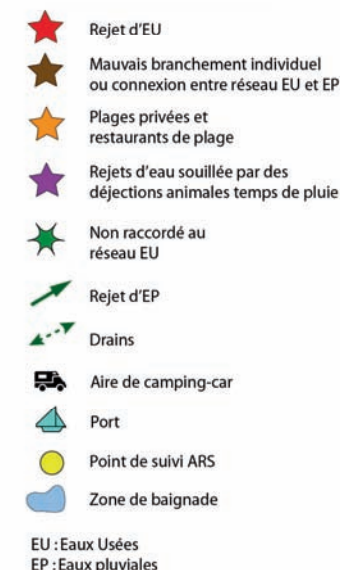 Rejet d'EU
Mauvais branchement individuel
ou connexion entre réseau EU et EP
Plages privées et
restaurants de plage
Rejets d'eau souillée par des
déjections animales temps de pluie
Non raccordé au
réseau EU
Rejet d'EP
Drains
Aire de camping-car
Port
Point de suivi ARS
Zone de baignade
EU : Eaux Usées
EP : Eaux pluviales